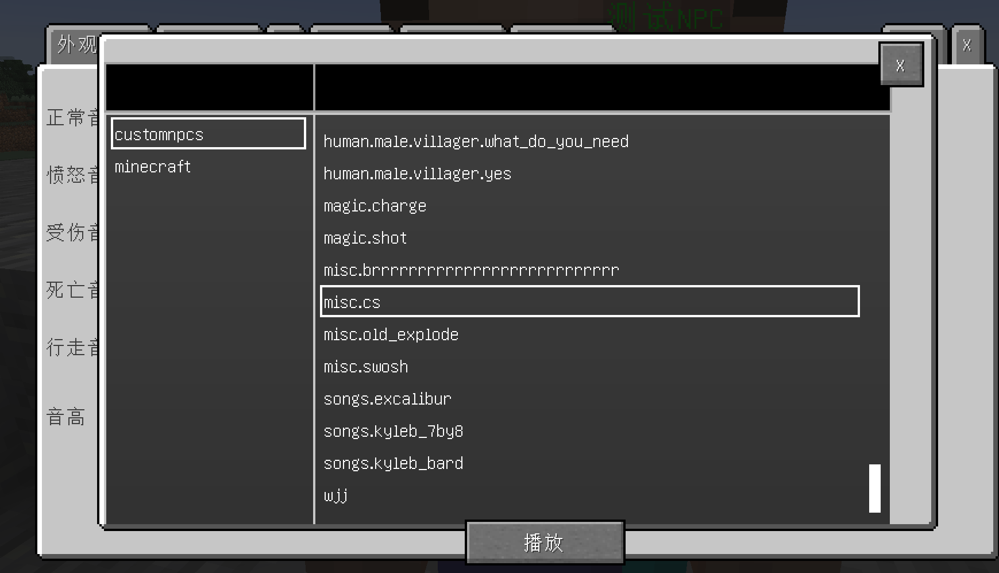 测试NPC
外观
X
X
正常音
愤怒音
受伤音
死亡音
行走音
音高
customnpcs
minecraft
human.male.villager.what_do_you_need
human.male.villager.yes
magic.charge
magic.shot
misc.brrrrrrrrrrrrrrrrrrrrrrrrrrr
misc.cs
misc.old_explode
misc.swosh
songs.excalibur
songs.kyleb_7by8
songs.kyleb_bard
wjj
播放